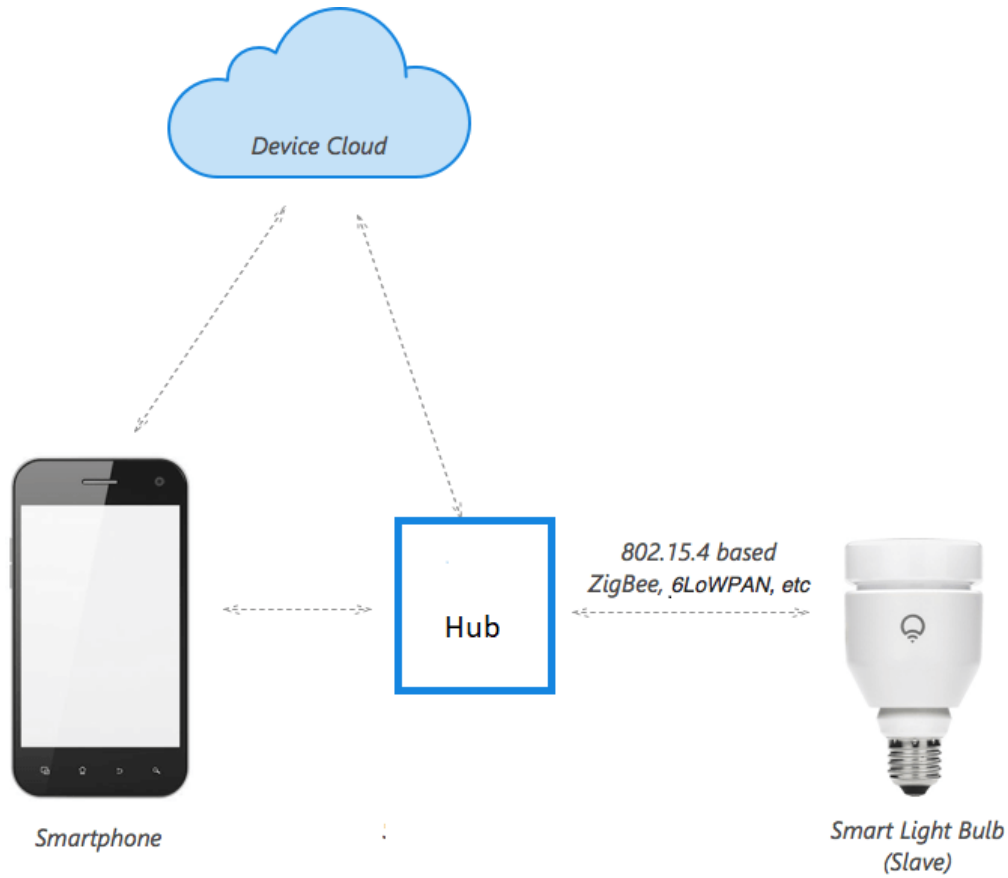 Device Cloud
802.15.4 based
ZigBee, 6LoWPAN, etc
Hub
Smartphone
Smart Light Bulb
(Slave)